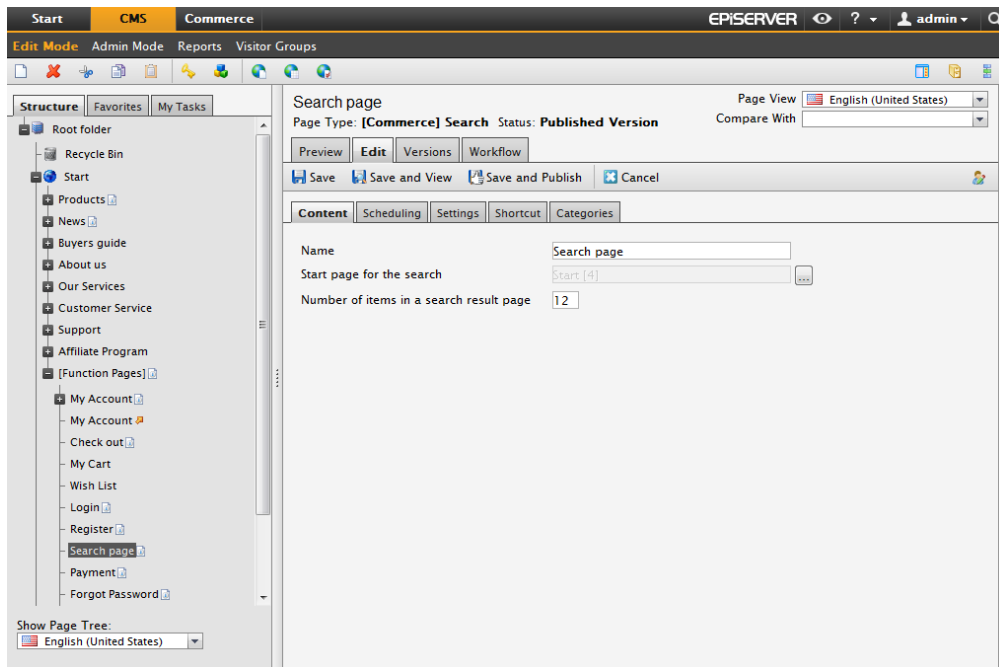 Start CMS Commerce EPiSERVER ? admin
Edit Mode Admin Mode Reports Visitor Groups
Structure Favorites My Tasks
Root folder
Recycle Bin
Start
Products
News
Buyers guide
About us
Our Services
Customer Service
Support
Affiliate Program
[Function Pages]
My Account
My Account
Check out
My Cart
Wish List
Login
Register
Search page
Payment
Forgot Password
Show Page Tree:
English (United States)
Search page
Page View English (United States)
Page Type: [Commerce] Search Status: Published Version
Compare With
Preview Edit Versions Workflow
Save Save and View Save and Publish Cancel
Content Scheduling Settings Shortcut Categories
Name Search page
Start page for the search Start [4] ...
Number of items in a search result page 12